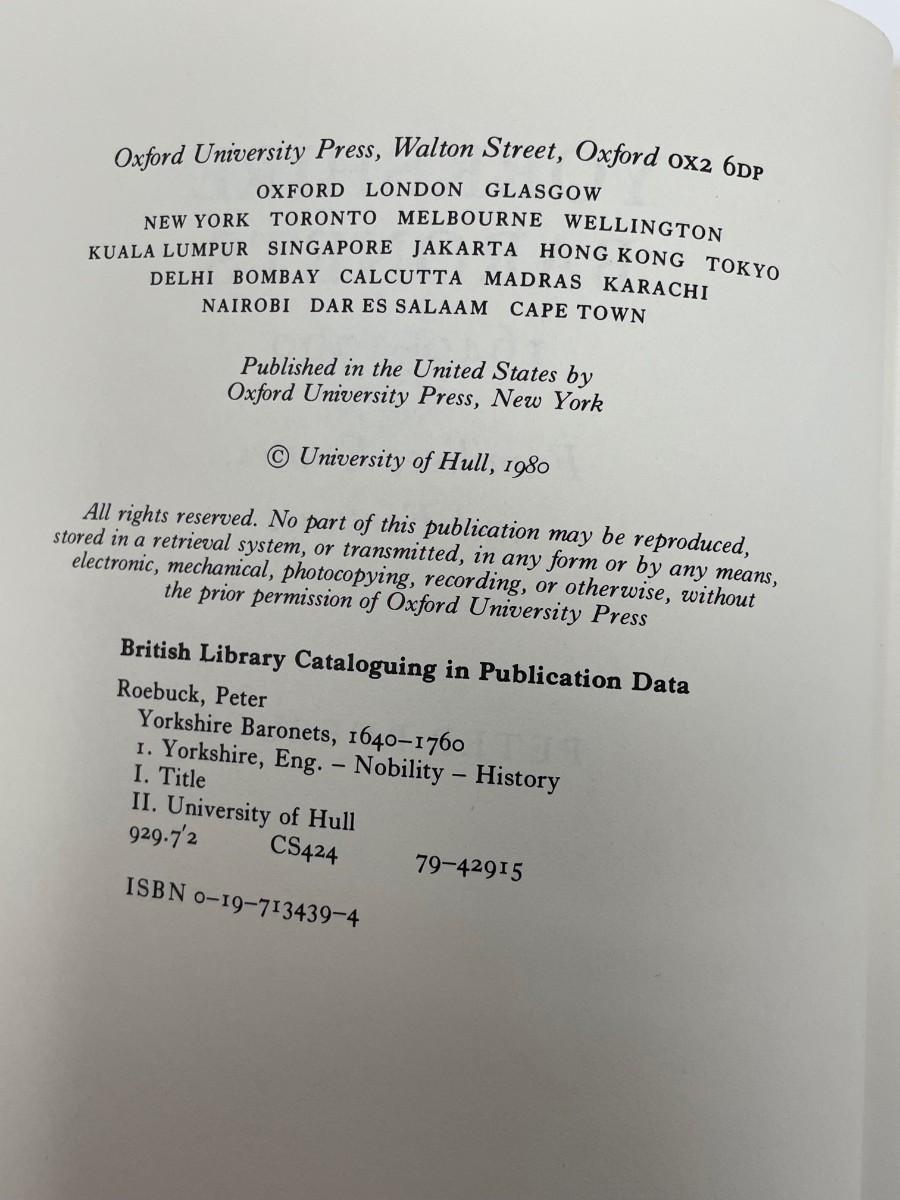 Oxford University Press, Walton Street, Oxford OX2 6DP
OXFORD LONDON GLASGOW
NEW YORK TORONTO MELBOURNE WELLINGTON
KUALA LUMPUR SINGAPORE JAKARTA HONG KONG TOKYO
DELHI BOMBAY CALCUTTA MADRAS KARACHI
NAIROBI DAR ES SALAAM CAPE TOWN
Published in the United States by
Oxford University Press, New York
© University of Hull, 1980
All rights reserved. No part of this publication may be reproduced,
stored in a retrieval system, or transmitted, in any form or by any means,
electronic, mechanical, photocopying, recording, or otherwise, without
the prior permission of Oxford University Press
British Library Cataloguing in Publication Data
Roebuck, Peter
Yorkshire Baronets, 1640–1760
1. Yorkshire, Eng. – Nobility – History
I. Title
II. University of Hull
929.7'2 CS424 79–42915
ISBN 0–19–713439–4